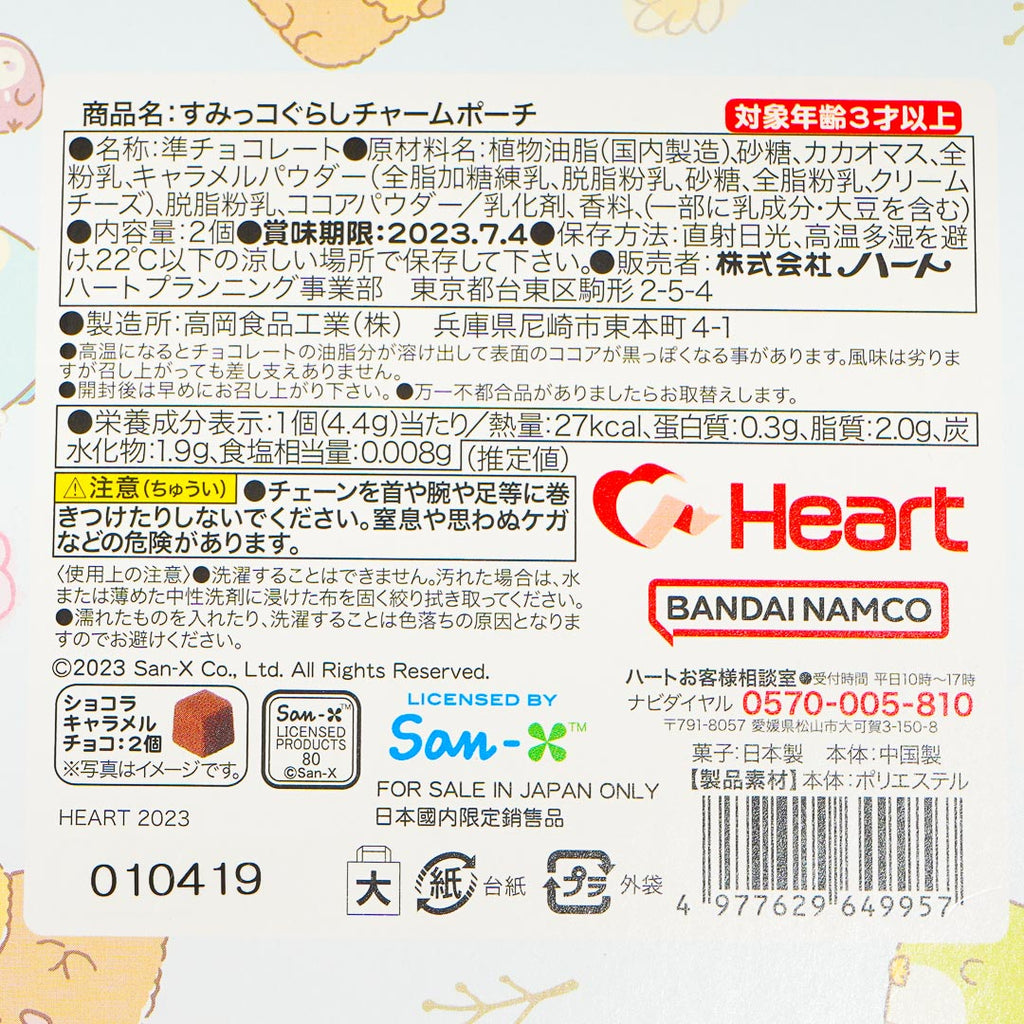 商品名：すみっコぐらしチャームポーチ
対象年齢3才以上
●名称：準チョコレート●原材料名：植物油脂（国内製造）、砂糖、カカオマス、全
粉乳、キャラメルパウダー（全脂加糖練乳、脱脂粉乳、砂糖、全脂粉乳、クリーム
チーズ）、脱脂粉乳、ココアパウダー／乳化剤、香料、（一部に乳成分・大豆を含む）
●内容量：2個●賞味期限：2023.7.4●保存方法：直射日光、高温多湿を避
け、22℃以下の涼しい場所で保存して下さい。●販売者：株式会社ハート
ハートプランニング事業部　東京都台東区駒形2-5-4
●製造所：高岡食品工業（株）　兵庫県尼崎市東本町4-1
●高温になるとチョコレートの油脂分が溶け出して表面のココアが黒っぽくなる事があります。風味は劣りま
すが召し上がっても差し支えありません。
●開封後は早めにお召し上がり下さい。●万一不都合品がありましたらお取替えします。
●栄養成分表示：1個（4.4g）当たり／熱量：27kcal、蛋白質：0.3g、脂質：2.0g、炭
水化物：1.9g、食塩相当量：0.008g（推定値）
⚠注意（ちゅうい）●チェーンを首や腕や足等に巻
きつけたりしないでください。窒息や思わぬケガ
などの危険があります。
Heart
BANDAI NAMCO
〈使用上の注意〉●洗濯することはできません。汚れた場合は、水
または薄めた中性洗剤に浸けた布を固く絞り拭き取ってください。
●濡れたものを入れたり、洗濯することは色落ちの原因となりま
すのでお避けください。
©2023 San-X Co., Ltd. All Rights Reserved.
ハートお客様相談室●受付時間 平日10時～17時
ナビダイヤル 0570-005-810
〒791-8057 愛媛県松山市大可賀3-150-8
ショコラ
キャラメル
チョコ：2個
※写真はイメージです。
San-X™
LICENSED
PRODUCTS
80
©San-X
LICENSED BY
San-X™
菓子：日本製　本体：中国製
【製品素材】本体：ポリエステル
FOR SALE IN JAPAN ONLY
日本國内限定銷售品
HEART 2023
010419
大
紙 台紙
プラ 外袋
4 977629 649957